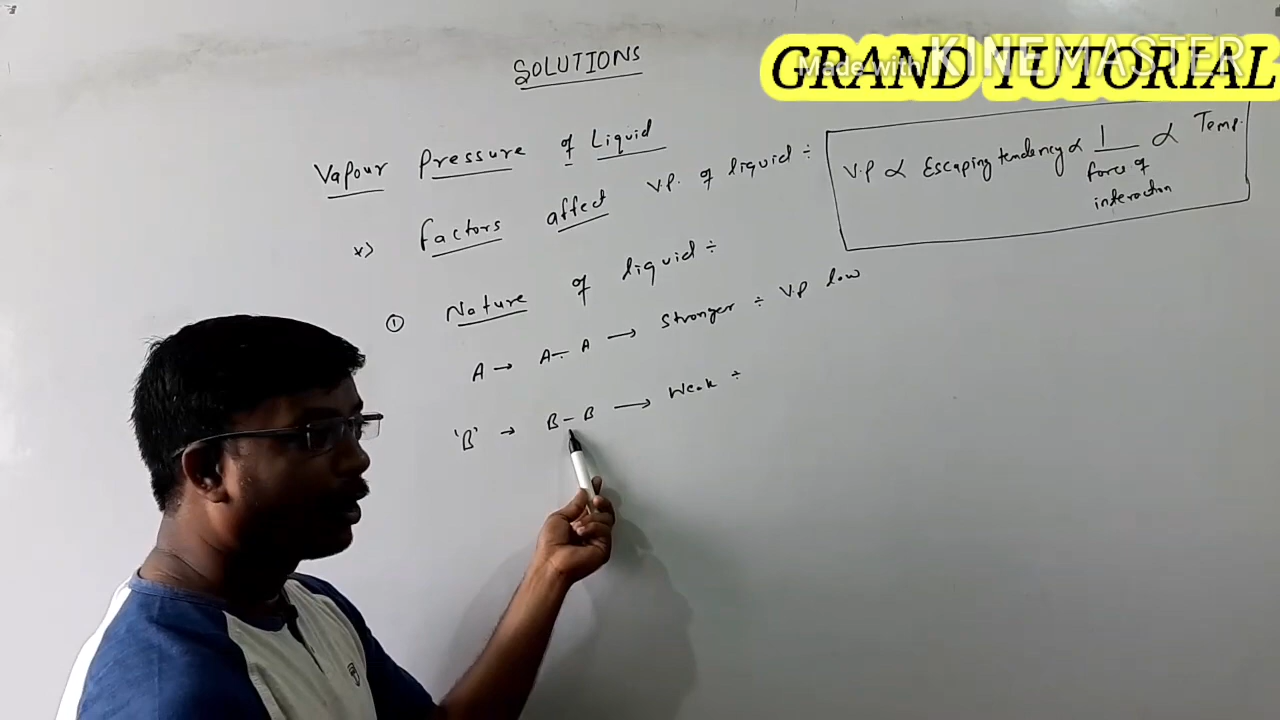 GRAND TUTORIAL
Made with KINEMASTER
SOLUTIONS
Vapour Pressure of Liquid
*) Factors affect V.P. of liquid ÷
V.P ∝ Escaping tendency ∝ 1 / force of interaction ∝ Temp.
① Nature of liquid ÷
A → A – A → Stronger ÷ V.P low
'B' → B – B → Weak ÷